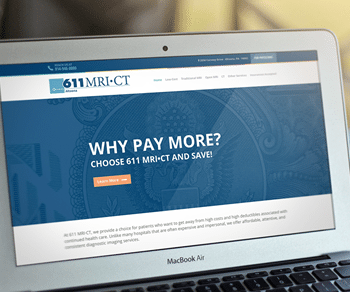 611 MRI•CT
WHY PAY MORE?
CHOOSE 611 MRI•CT AND SAVE!
Learn More
At 611 MRI-CT, we provide a choice for patients who want to get away from high costs and high deductibles associated with
continued health care. Unlike many hospitals that are often expensive and impersonal, we offer affordable, attentive and
consistent diagnostic imaging services.
MacBook Air